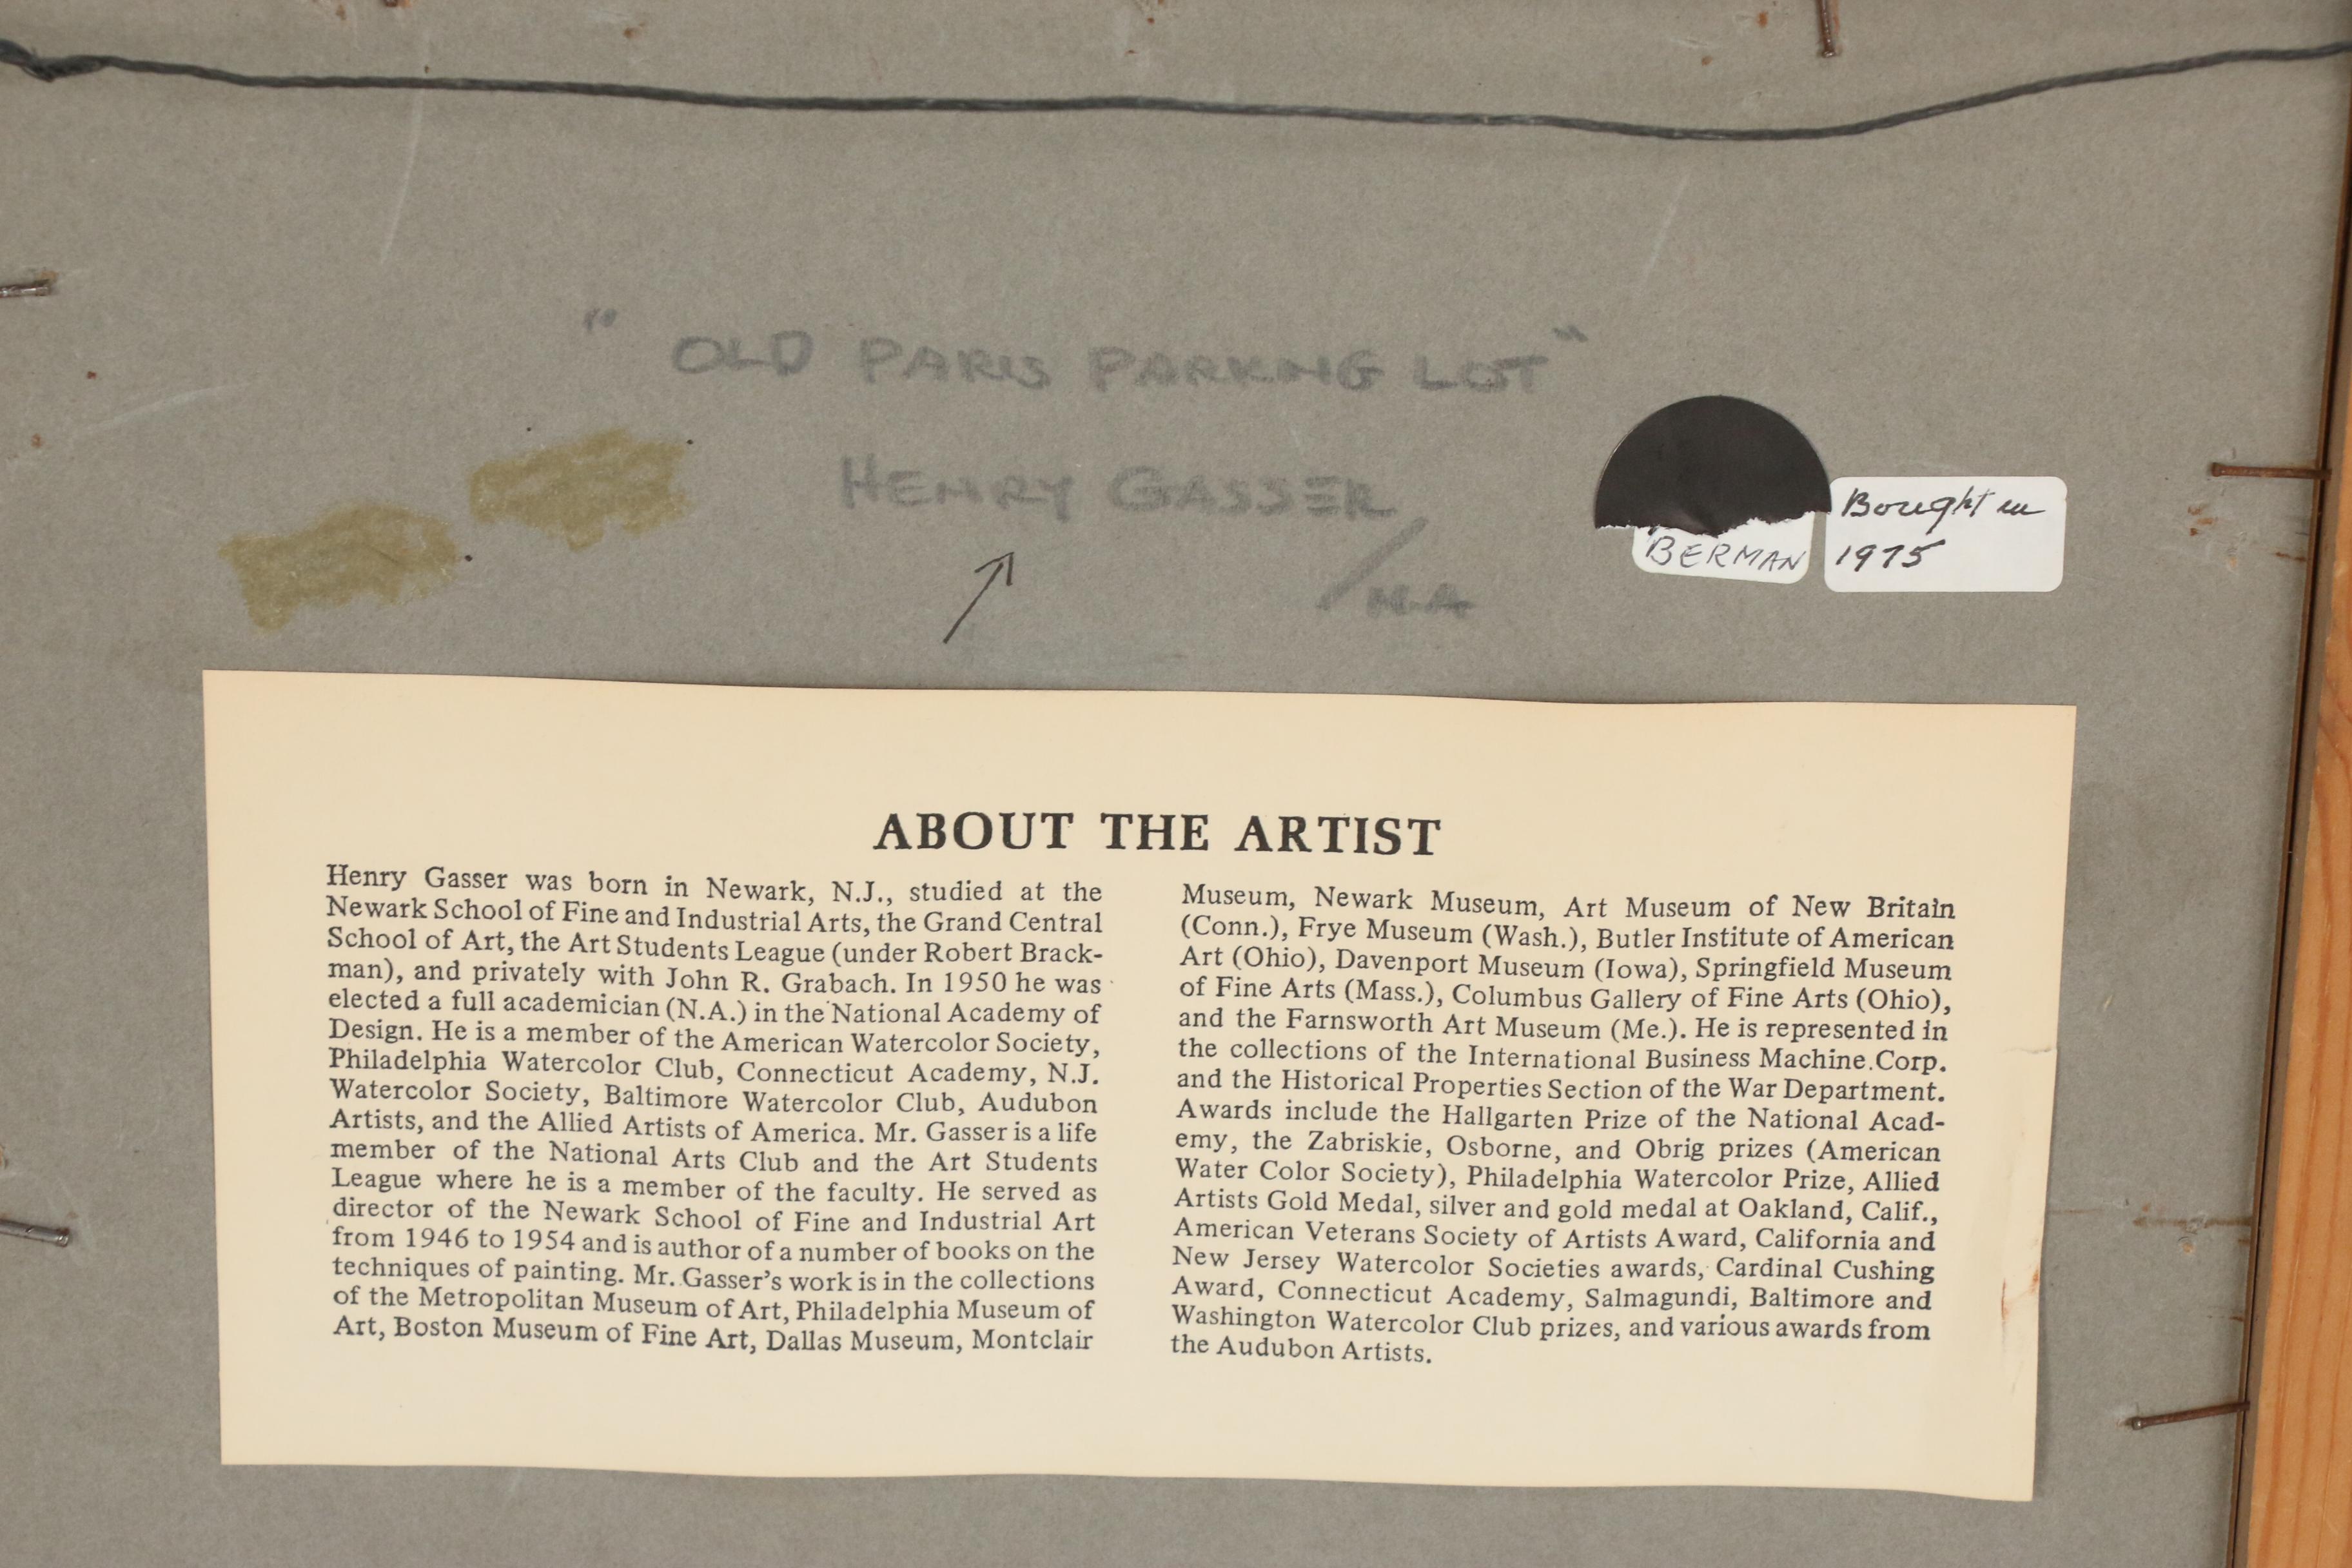 " OLD PARIS PARKING LOT "
HENRY GASSER
/ N.A.
BERMAN
Bought in
1975
ABOUT THE ARTIST
Henry Gasser was born in Newark, N.J., studied at the
Newark School of Fine and Industrial Arts, the Grand Central
School of Art, the Art Students League (under Robert Brack-
man), and privately with John R. Grabach. In 1950 he was
elected a full academician (N.A.) in the National Academy of
Design. He is a member of the American Watercolor Society,
Philadelphia Watercolor Club, Connecticut Academy, N.J.
Watercolor Society, Baltimore Watercolor Club, Audubon
Artists, and the Allied Artists of America. Mr. Gasser is a life
member of the National Arts Club and the Art Students
League where he is a member of the faculty. He served as
director of the Newark School of Fine and Industrial Art
from 1946 to 1954 and is author of a number of books on the
techniques of painting. Mr. Gasser's work is in the collections
of the Metropolitan Museum of Art, Philadelphia Museum of
Art, Boston Museum of Fine Art, Dallas Museum, Montclair
Museum, Newark Museum, Art Museum of New Britain
(Conn.), Frye Museum (Wash.), Butler Institute of American
Art (Ohio), Davenport Museum (Iowa), Springfield Museum
of Fine Arts (Mass.), Columbus Gallery of Fine Arts (Ohio),
and the Farnsworth Art Museum (Me.). He is represented in
the collections of the International Business Machine Corp.
and the Historical Properties Section of the War Department.
Awards include the Hallgarten Prize of the National Acad-
emy, the Zabriskie, Osborne, and Obrig prizes (American
Water Color Society), Philadelphia Watercolor Prize, Allied
Artists Gold Medal, silver and gold medal at Oakland, Calif.,
American Veterans Society of Artists Award, California and
New Jersey Watercolor Societies awards, Cardinal Cushing
Award, Connecticut Academy, Salmagundi, Baltimore and
Washington Watercolor Club prizes, and various awards from
the Audubon Artists.